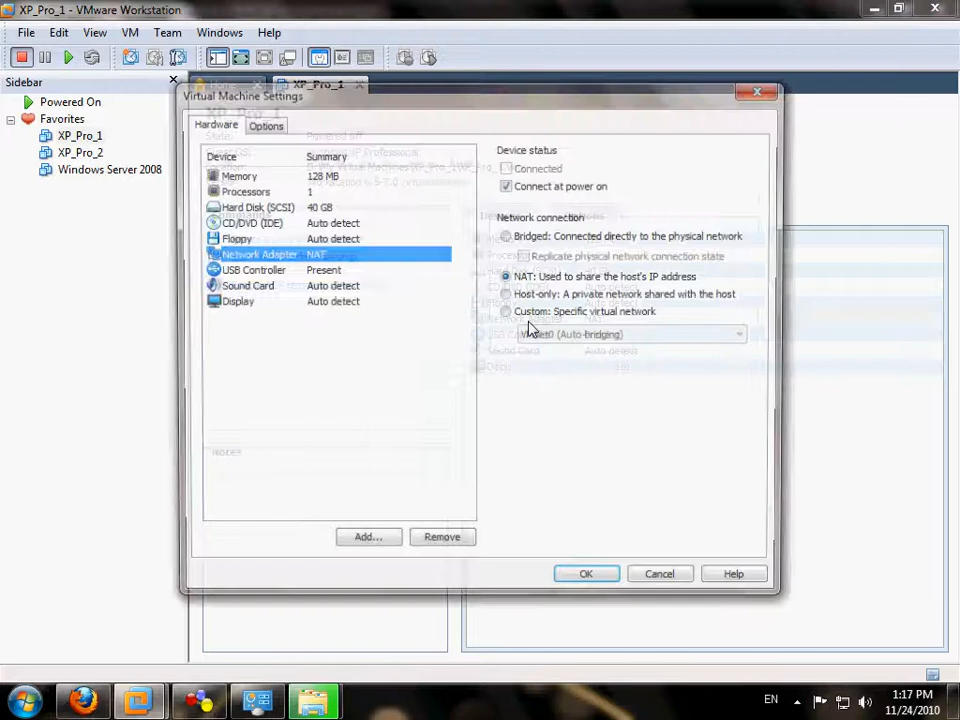 XP_Pro_1 - VMware Workstation
File Edit View VM Team Windows Help
Sidebar
Powered On
Favorites
XP_Pro_1
XP_Pro_2
Windows Server 2008
Home
XP_Pro_1
Virtual Machine Settings
Hardware
Options
Device Summary
Memory 128 MB
Processors 1
Hard Disk (SCSI) 40 GB
CD/DVD (IDE) Auto detect
Floppy Auto detect
Network Adapter NAT
USB Controller Present
Sound Card Auto detect
Display Auto detect
Add... Remove
Device status
Connected
Connect at power on
Network connection
Bridged: Connected directly to the physical network
Replicate physical network connection state
NAT: Used to share the host's IP address
Host-only: A private network shared with the host
Custom: Specific virtual network
VMnet0 (Auto-bridging)
OK Cancel Help
Notes
EN
1:17 PM
11/24/2010